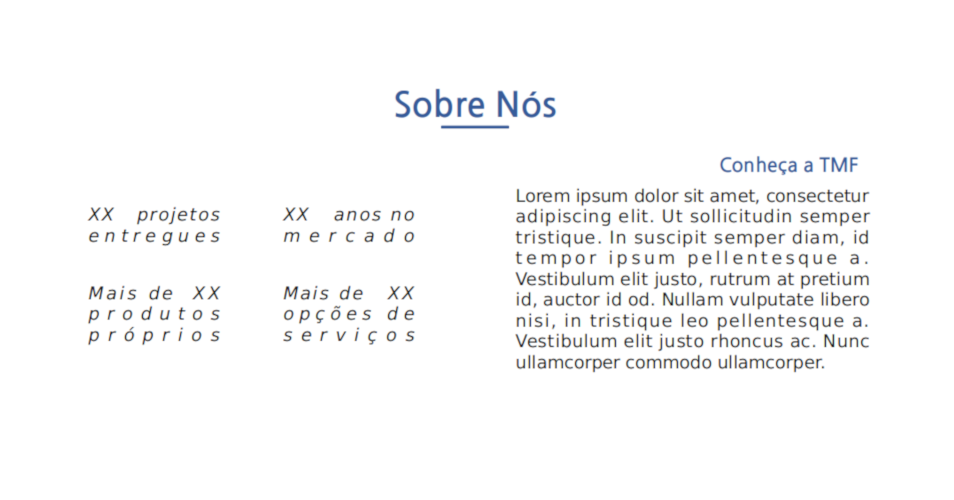 Sobre Nós
XX projetos
entregues
XX anos no
mercado
Mais de XX
produtos
próprios
Mais de XX
opções de
serviços
Conheça a TMF
Lorem ipsum dolor sit amet, consectetur
adipiscing elit. Ut sollicitudin semper
tristique. In suscipit semper diam, id
tempor ipsum pellentesque a.
Vestibulum elit justo, rutrum at pretium
id, auctor id od. Nullam vulputate libero
nisi, in tristique leo pellentesque a.
Vestibulum elit justo rhoncus ac. Nunc
ullamcorper commodo ullamcorper.